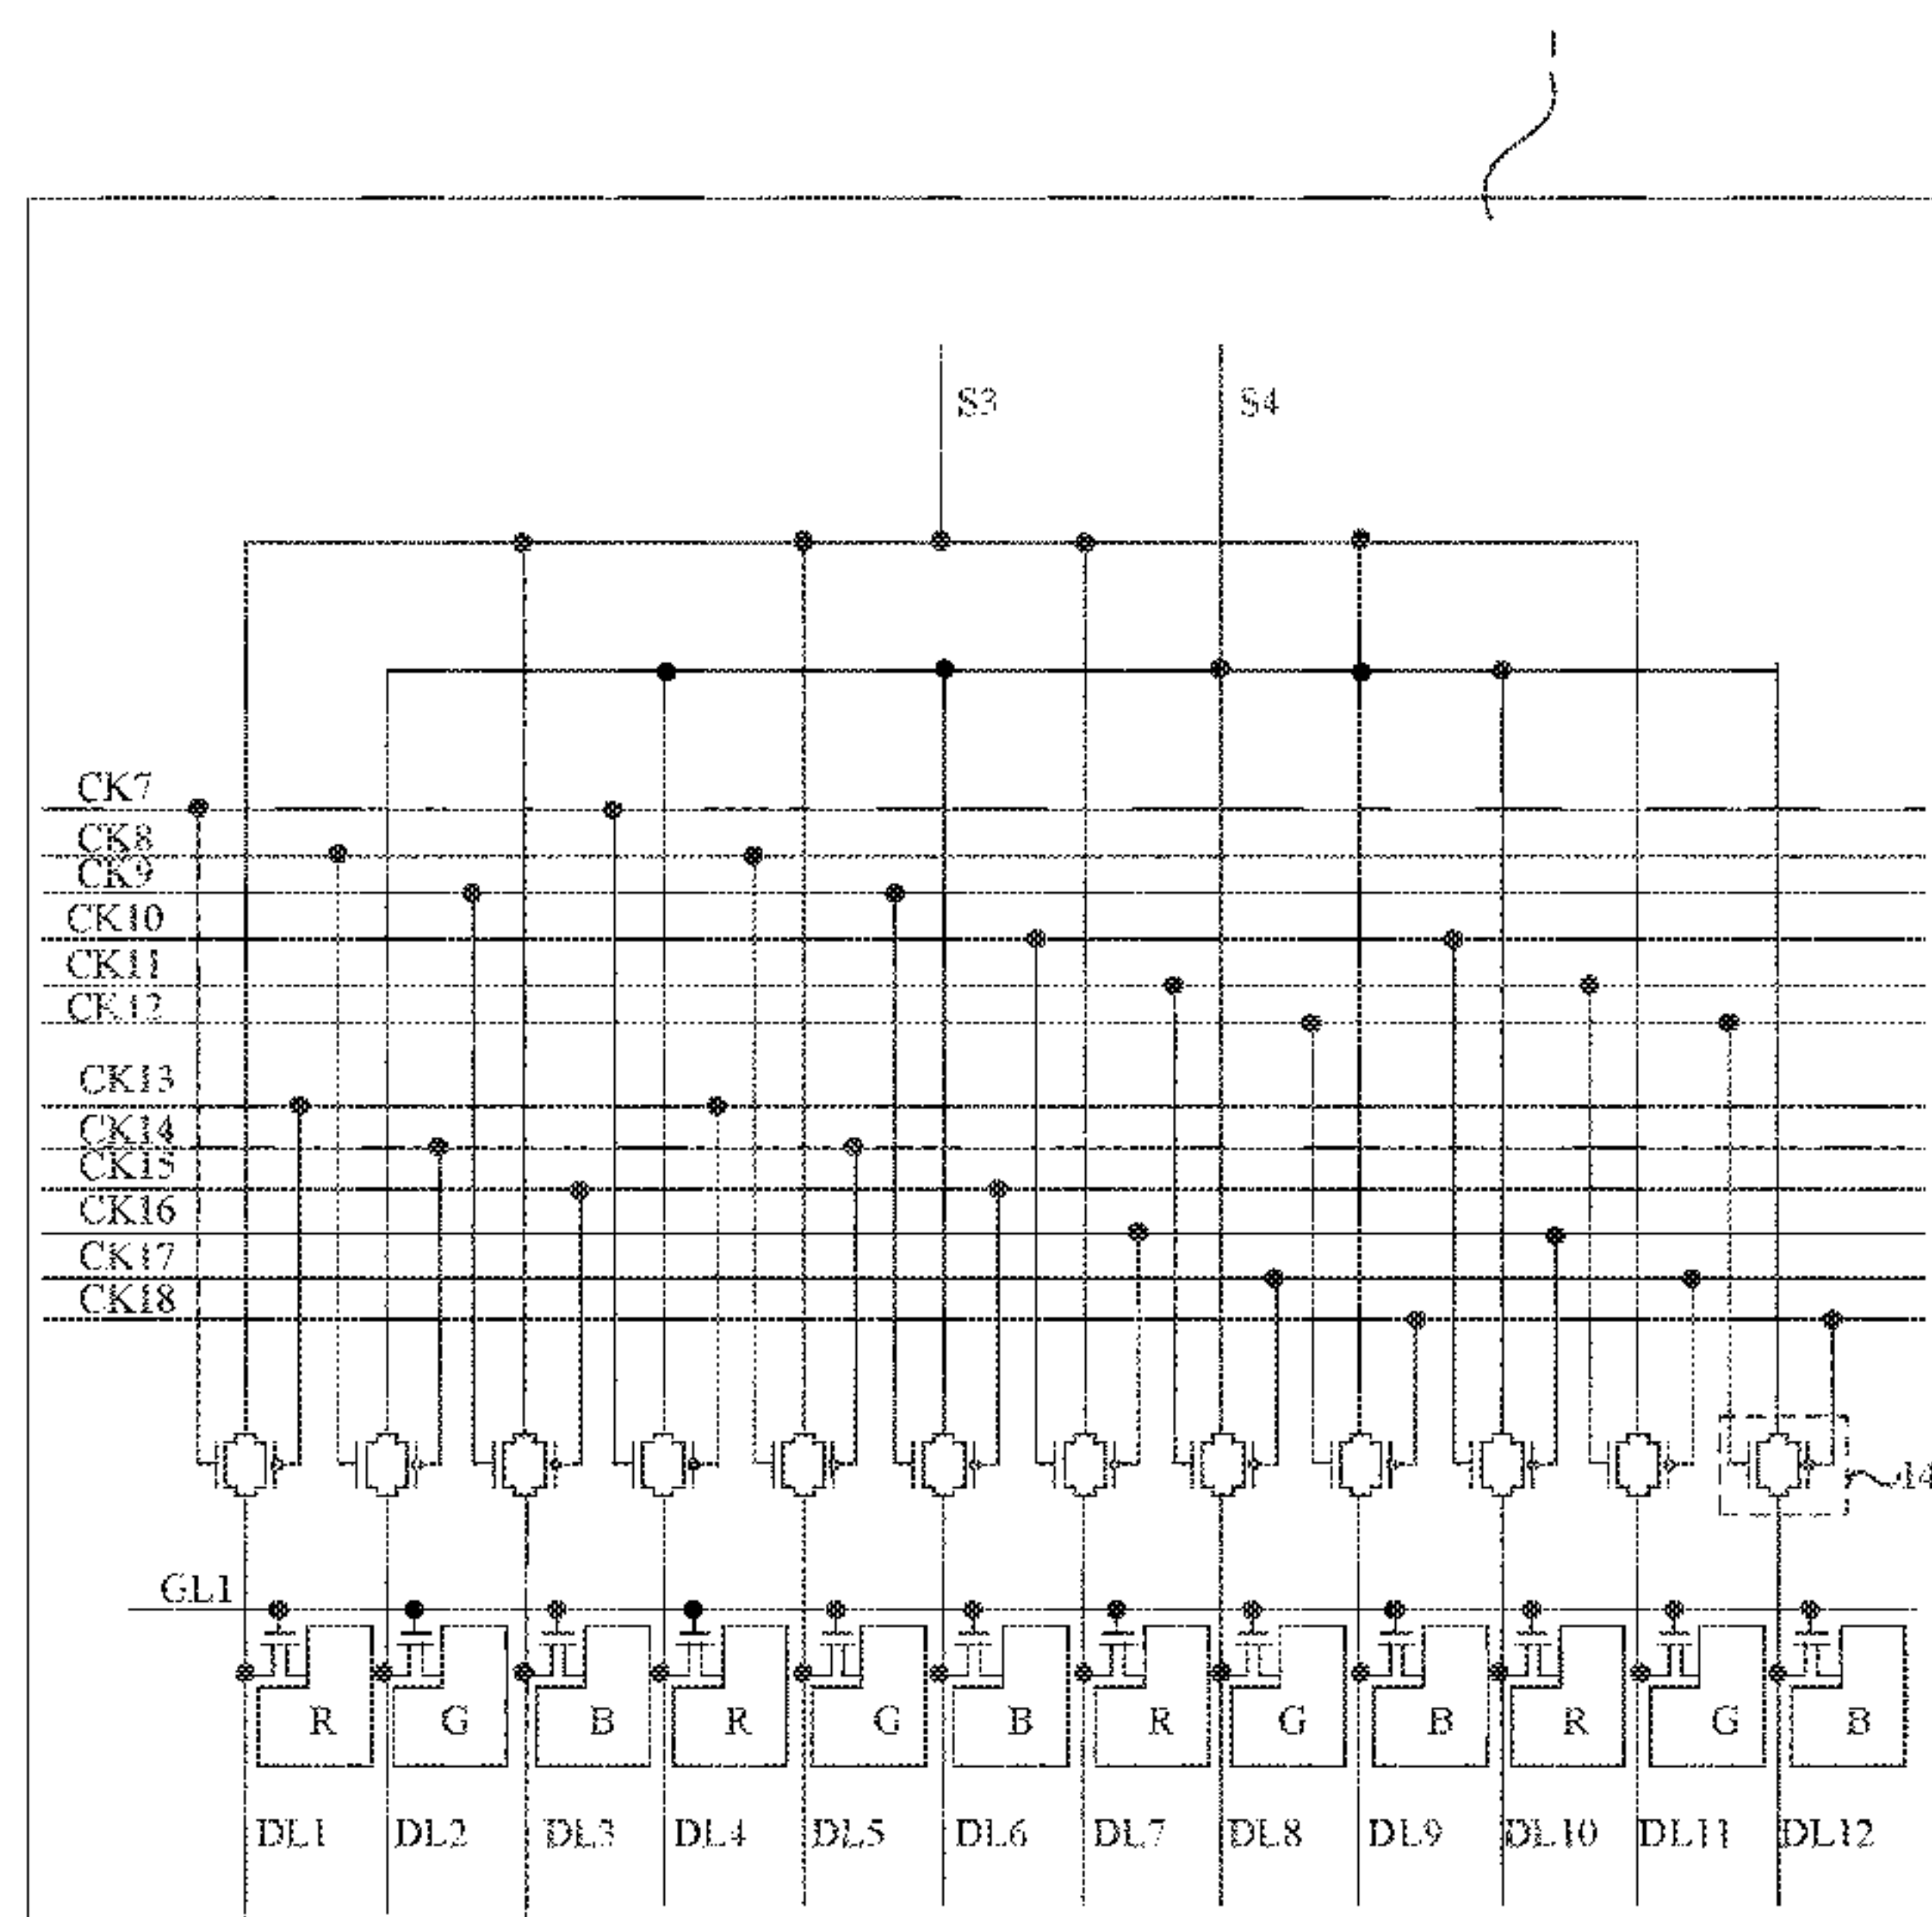 S3 S4
CK7
CK8
CK9
CK10
CK11
CK12
CK13
CK14
CK15
CK16
CK17
CK18
14
GL1
R G B R G B R G B R G B
DL1 DL2 DL3 DL4 DL5 DL6 DL7 DL8 DL9 DL10 DL11 DL12